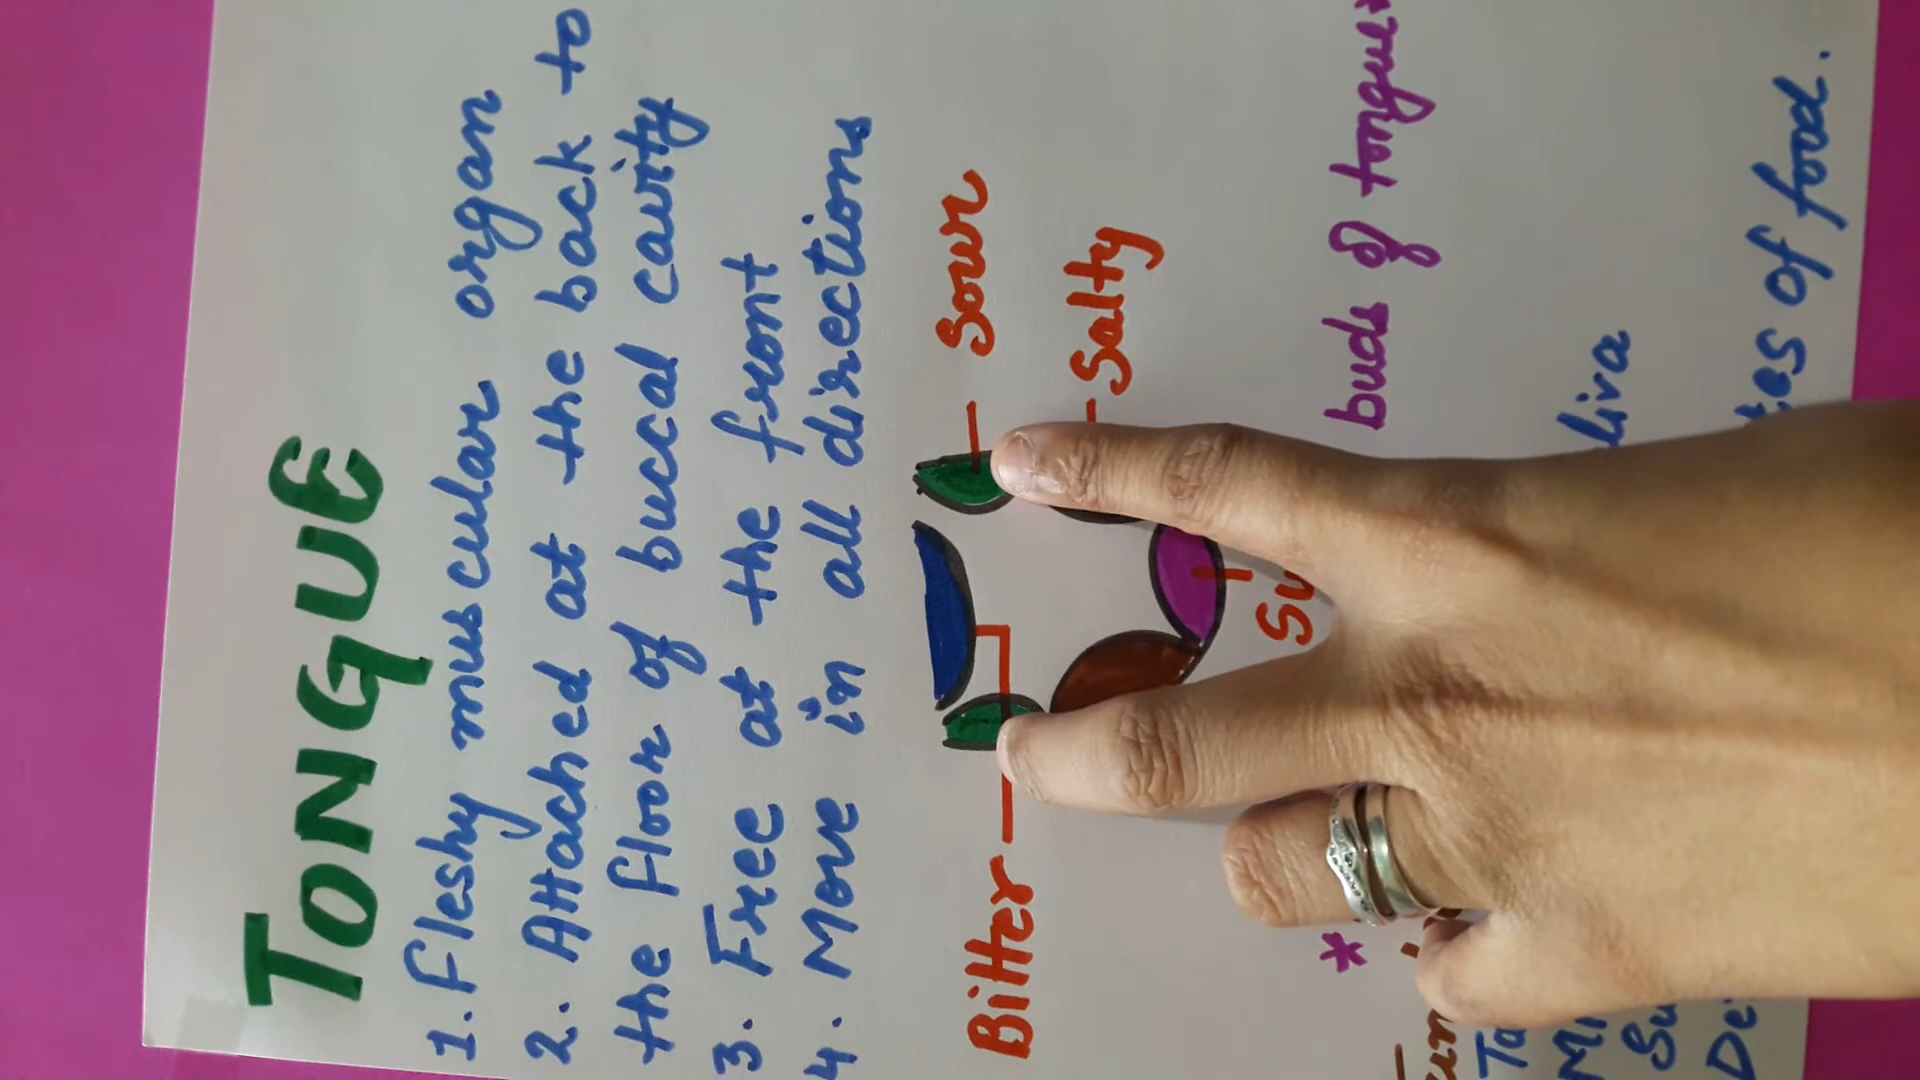 TONGUE
1. Fleshy muscular organ
2. Attached at the back to
the floor of buccal cavity
3. Free at the front
4. Move in all directions
Sour
Bitter
Salty
* buds of tongue*
of food.